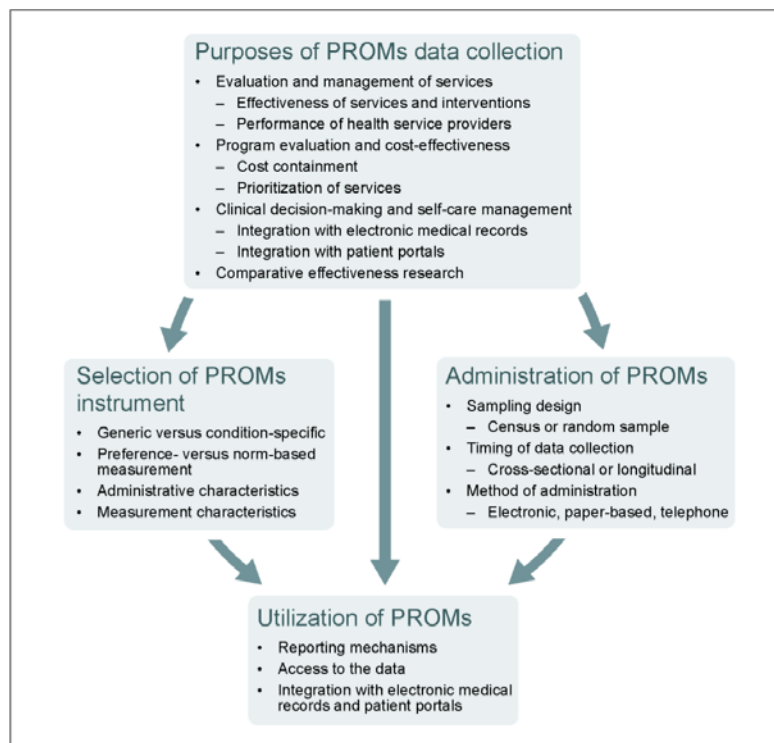 Purposes of PROMs data collection
• Evaluation and management of services
– Effectiveness of services and interventions
– Performance of health service providers
• Program evaluation and cost-effectiveness
– Cost containment
– Prioritization of services
• Clinical decision-making and self-care management
– Integration with electronic medical records
– Integration with patient portals
• Comparative effectiveness research
Selection of PROMs
instrument
• Generic versus condition-specific
• Preference- versus norm-based
measurement
• Administrative characteristics
• Measurement characteristics
Administration of PROMs
• Sampling design
– Census or random sample
• Timing of data collection
– Cross-sectional or longitudinal
• Method of administration
– Electronic, paper-based, telephone
Utilization of PROMs
• Reporting mechanisms
• Access to the data
• Integration with electronic medical
records and patient portals